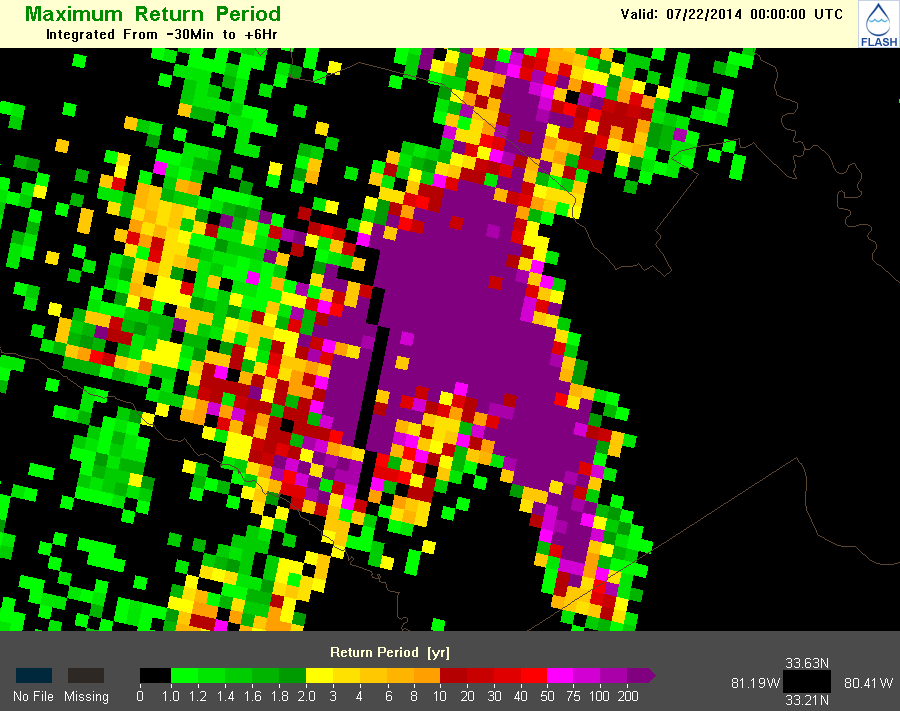 Maximum Return Period
Integrated From -30Min to +6Hr
Valid: 07/22/2014 00:00:00 UTC
FLASH
Return Period [yr]
No File
Missing
0 1.0 1.2 1.4 1.6 1.8 2.0 3 4 6 8 10 20 30 40 50 75 100 200
33.63N
81.19W
80.41W
33.21N